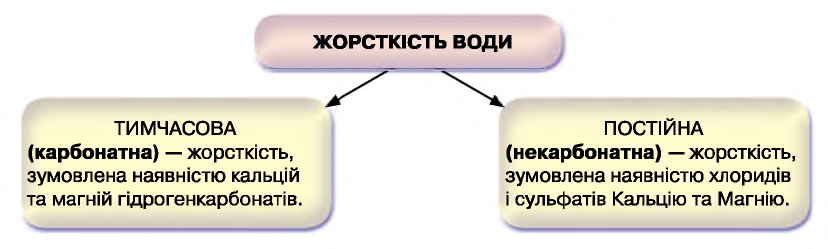 ЖОРСТКІСТЬ ВОДИ
ТИМЧАСОВА
(карбонатна) — жорсткість,
зумовлена наявністю кальцій
та магній гідрогенкарбонатів.
ПОСТІЙНА
(некарбонатна) — жорсткість,
зумовлена наявністю хлоридів
і сульфатів Кальцію та Магнію.